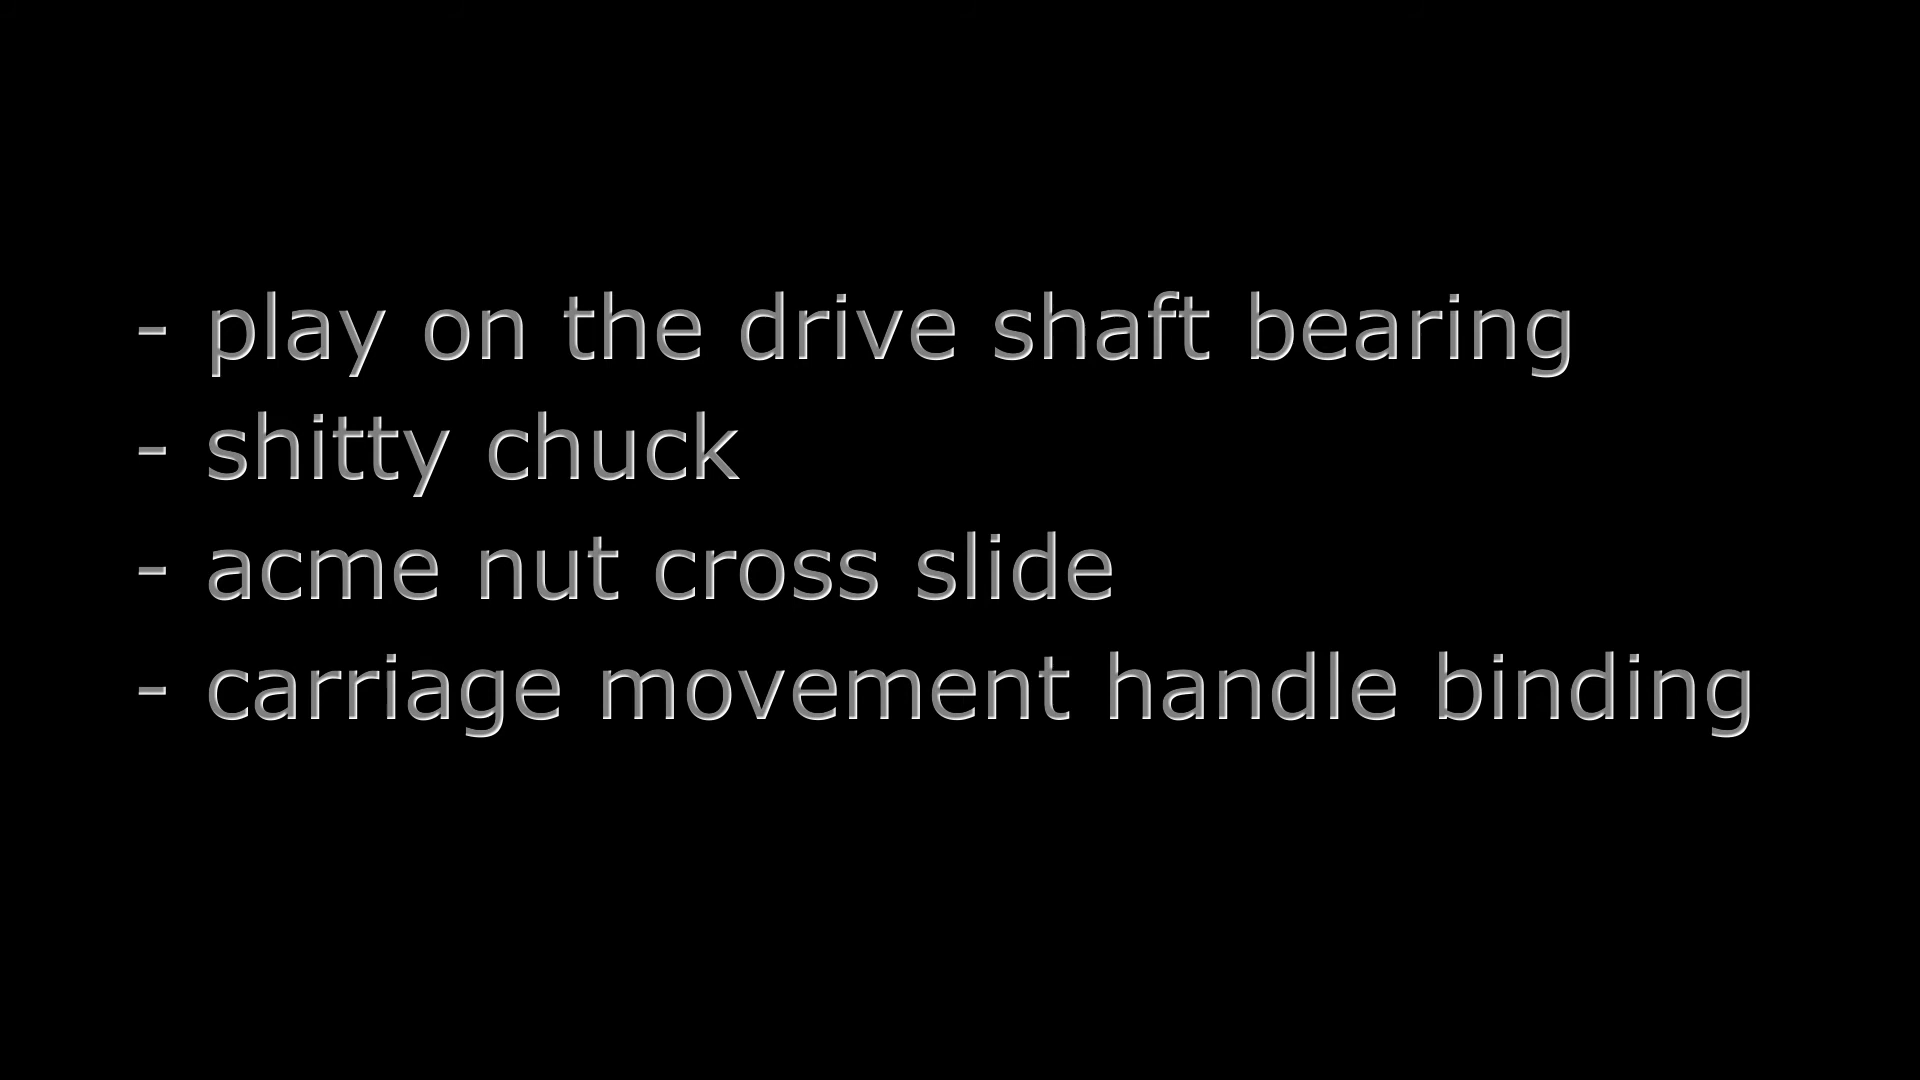 - play on the drive shaft bearing
- shitty chuck
- acme nut cross slide
- carriage movement handle binding